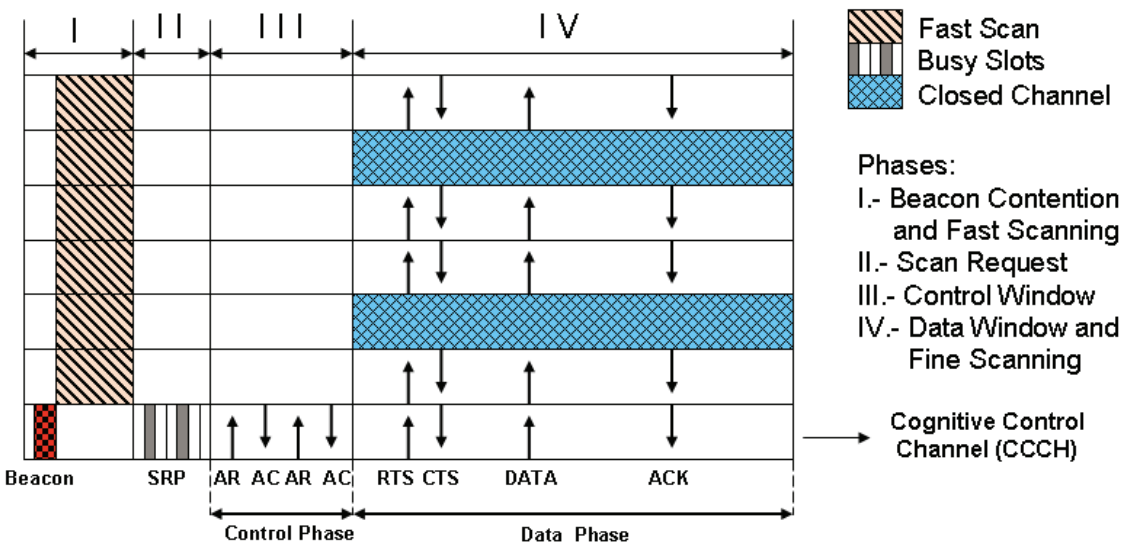 I
II
III
IV
Fast Scan
Busy Slots
Closed Channel
Phases:
I.- Beacon Contention
and Fast Scanning
II.- Scan Request
III.- Control Window
IV.- Data Window and
Fine Scanning
Cognitive Control
Channel (CCCH)
Beacon
SRP
AR
AC
AR
AC
RTS
CTS
DATA
ACK
Control Phase
Data Phase